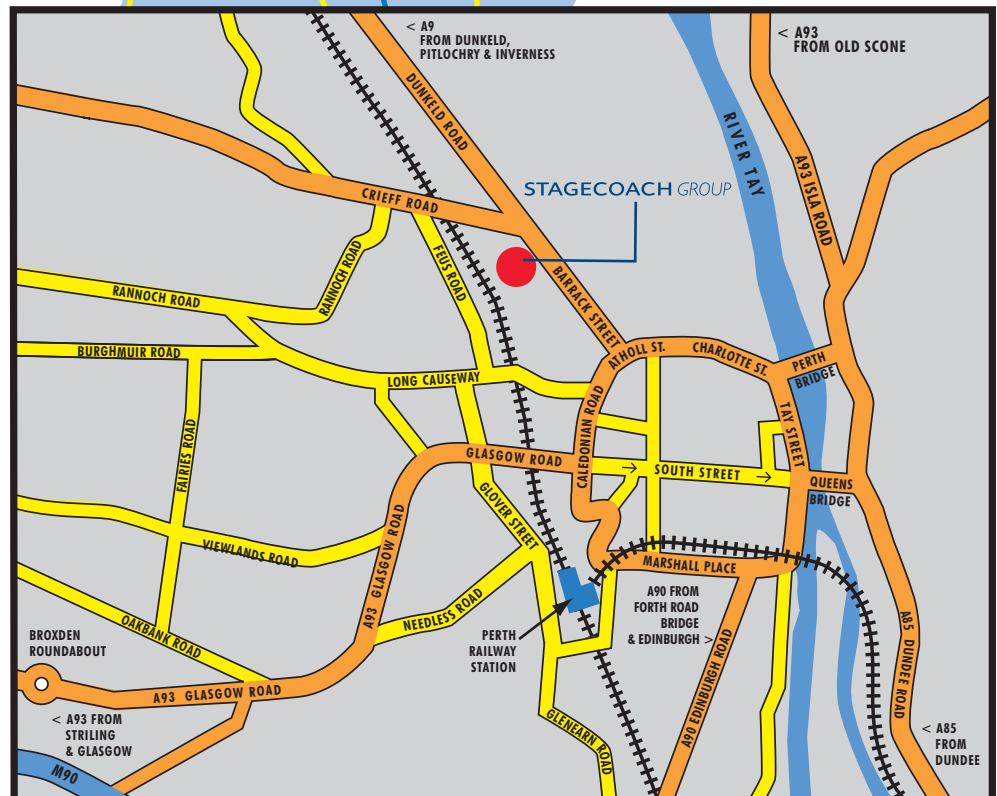 < A9
FROM DUNKELD,
PITLOCHRY & INVERNESS
< A93
FROM OLD SCONE
DUNKELD ROAD
RIVER TAY
A93 ISLA ROAD
STAGECOACH GROUP
CRIEFF ROAD
FEUS ROAD
RANNOCH ROAD
RANNOCH ROAD
BARRACK STREET
BURGHMUIR ROAD
ATHOLL ST.
CHARLOTTE ST.
PERTH
BRIDGE
LONG CAUSEWAY
CALEDONIAN ROAD
TAY STREET
FAIRIES ROAD
GLASGOW ROAD
→ SOUTH STREET →
QUEENS
BRIDGE
GLOVER STREET
A93 GLASGOW ROAD
VIEWLANDS ROAD
MARSHALL PLACE
NEEDLESS ROAD
A90 FROM
FORTH ROAD
BRIDGE
& EDINBURGH >
OAKBANK ROAD
PERTH
RAILWAY
STATION
BROXDEN
ROUNDABOUT
A85 DUNDEE ROAD
A93 GLASGOW ROAD
A90 EDINBURGH ROAD
GLENEARN ROAD
< A93 FROM
STRILING
& GLASGOW
< A85
FROM
DUNDEE
M90